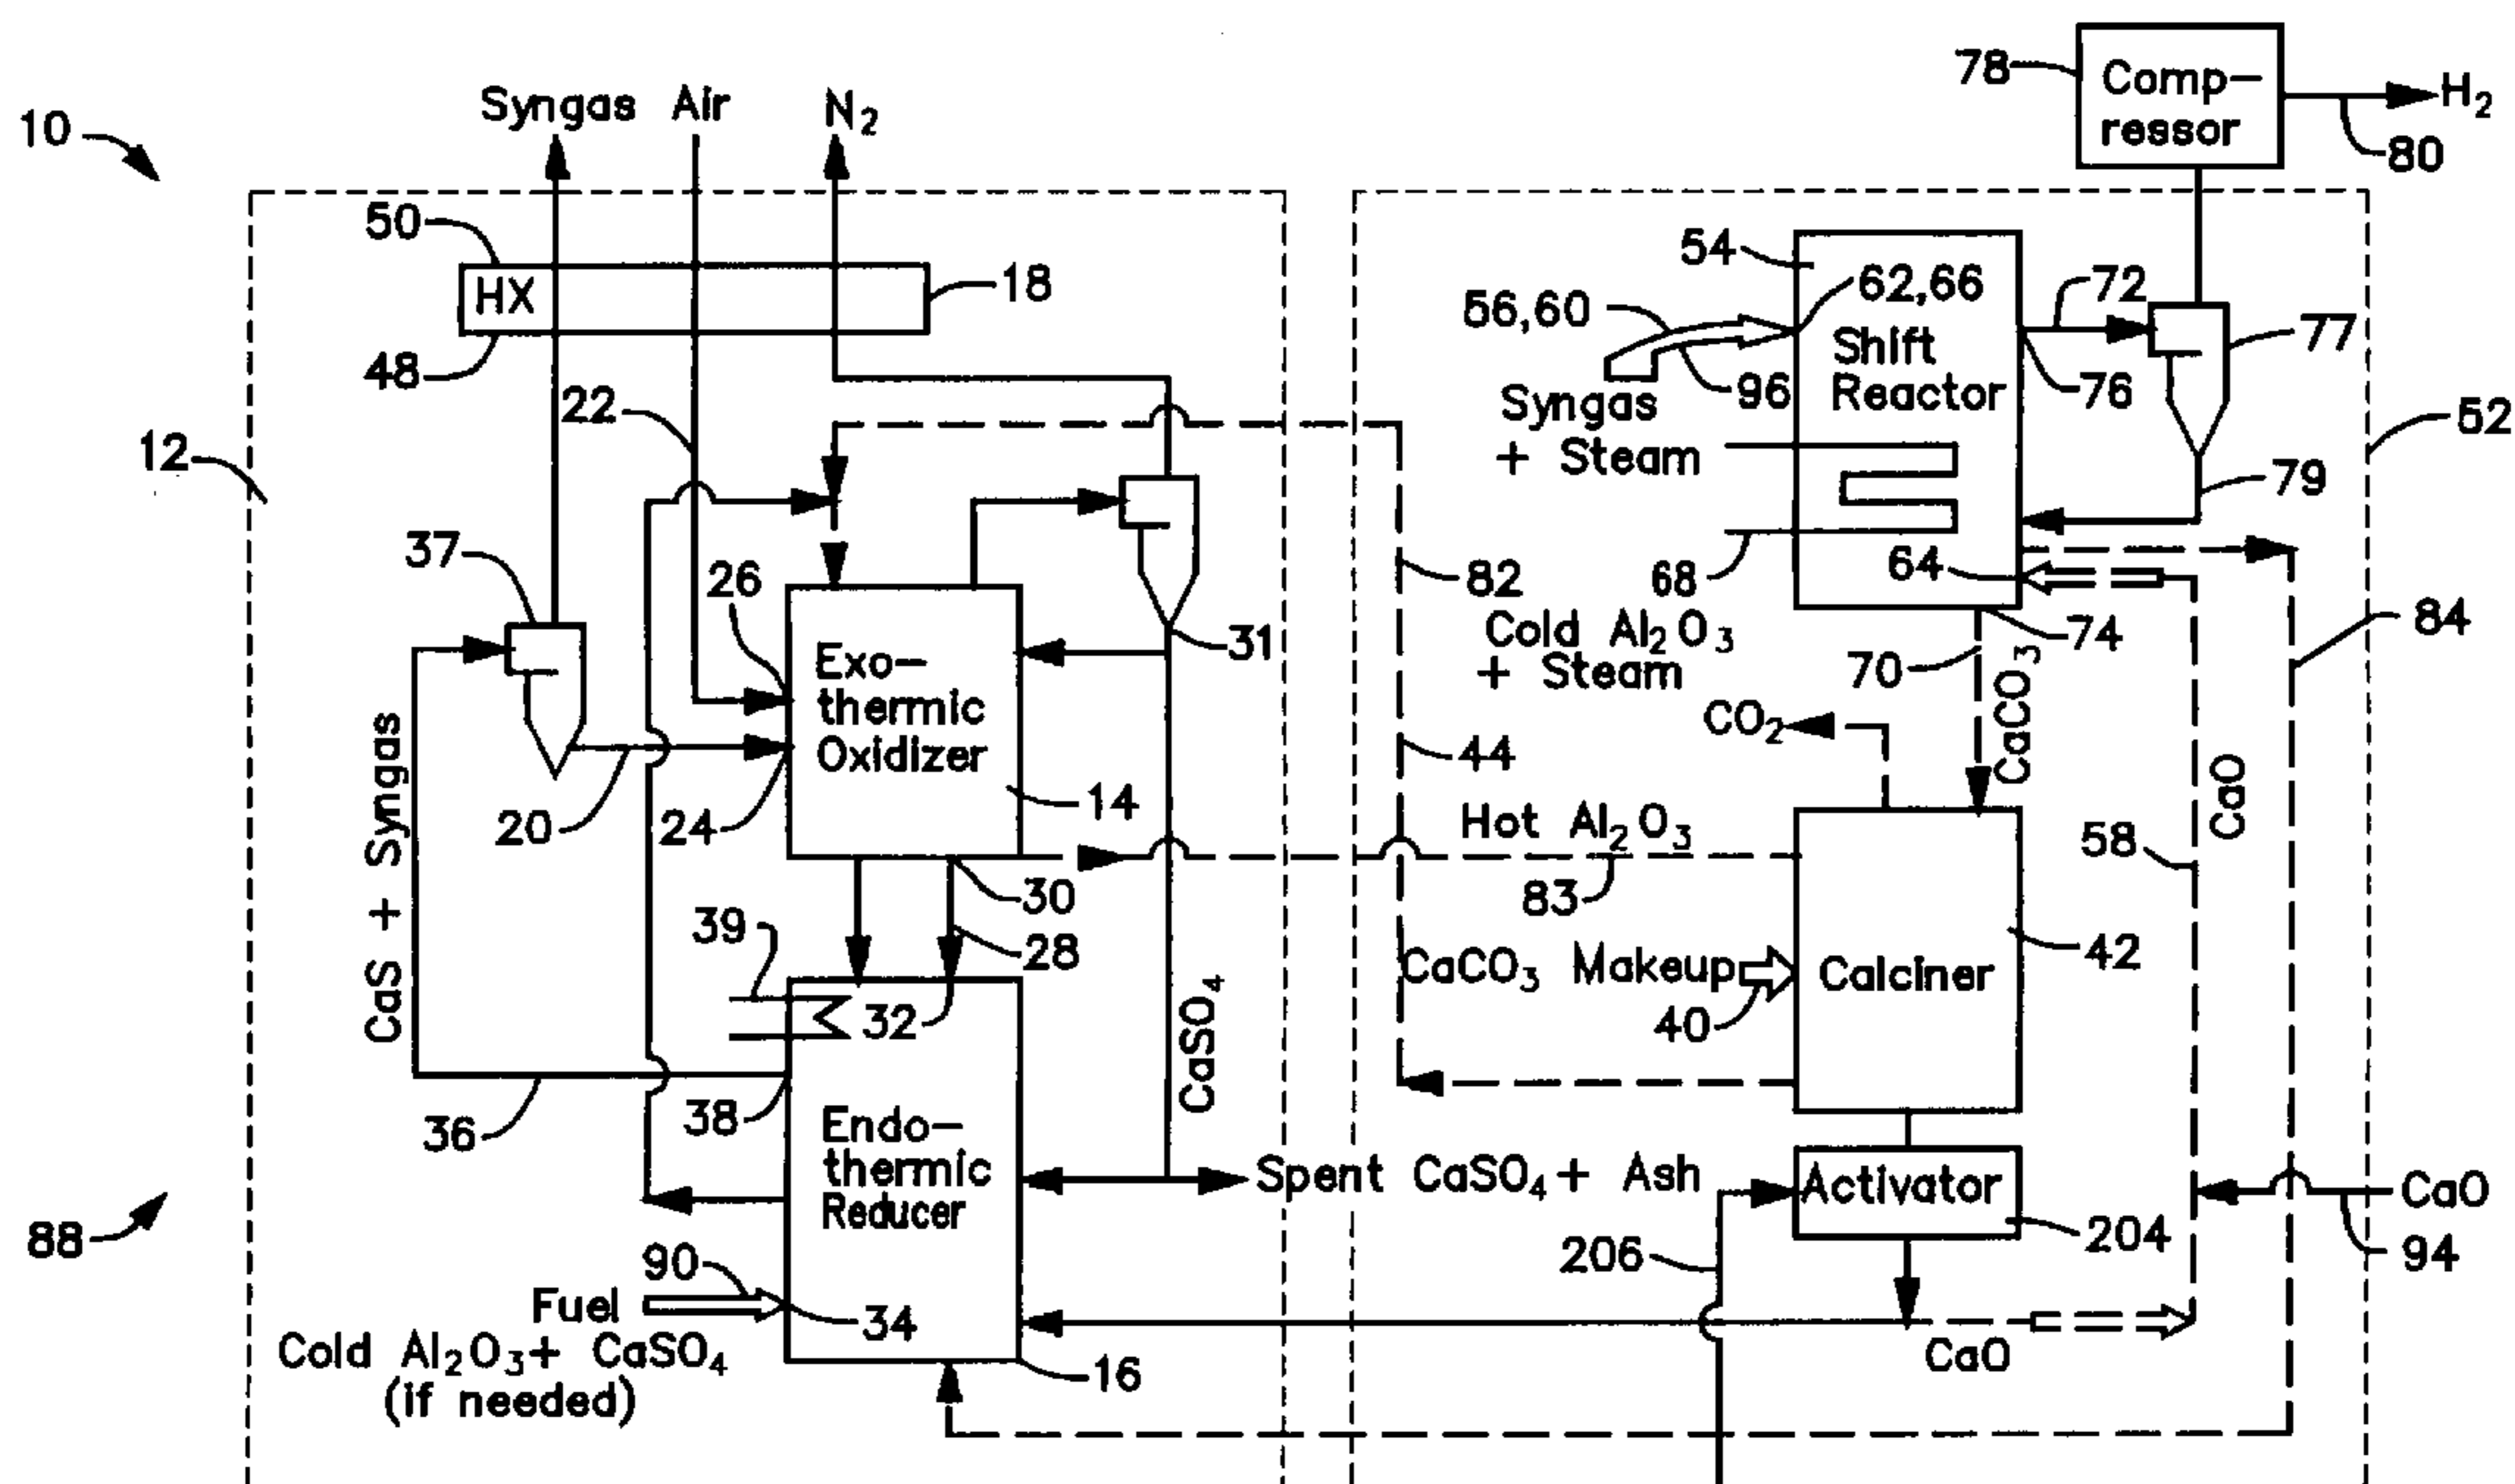 78
Comp-
ressor
H₂
80
10
Syngas Air
N₂
50
HX
18
48
54
62,66
56,60
72
Shift
Reactor
77
96
76
Syngas
+ Steam
22
52
12
79
37
26
68
64
82
84
Cold Al₂O₃
+ Steam
31
74
70
CaCO₃
Exo-
thermic
Oxidizer
CO₂
44
CaO
20
24
14
Hot Al₂O₃
58
CaS + Syngas
30
83
39
28
42
CaCO₃ Makeup
Calciner
32
40
CaSO₄
36
38
Endo-
thermic
Reducer
Spent CaSO₄ + Ash
Activator
CaO
88
204
94
90
206
Fuel
34
Cold Al₂O₃ + CaSO₄
(if needed)
16
CaO